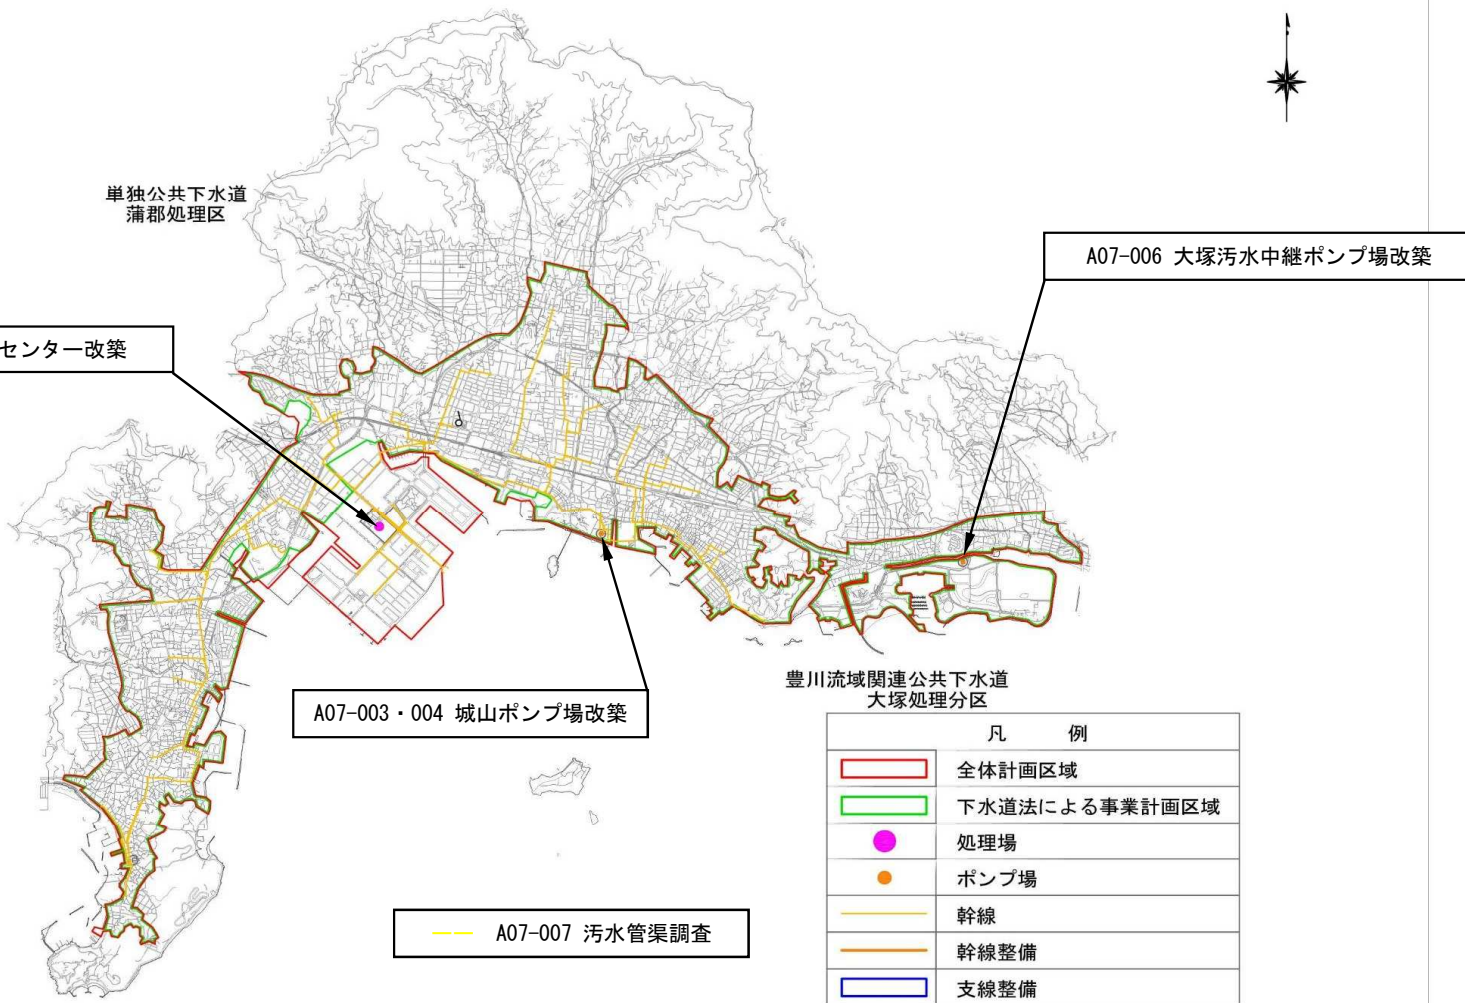 単独公共下水道
蒲郡処理区
A07-006 大塚汚水中継ポンプ場改築
センター改築
A07-003・004 城山ポンプ場改築
豊川流域関連公共下水道
大塚処理分区
凡 例
全体計画区域
下水道法による事業計画区域
処理場
ポンプ場
幹線
幹線整備
支線整備
A07-007 汚水管渠調査